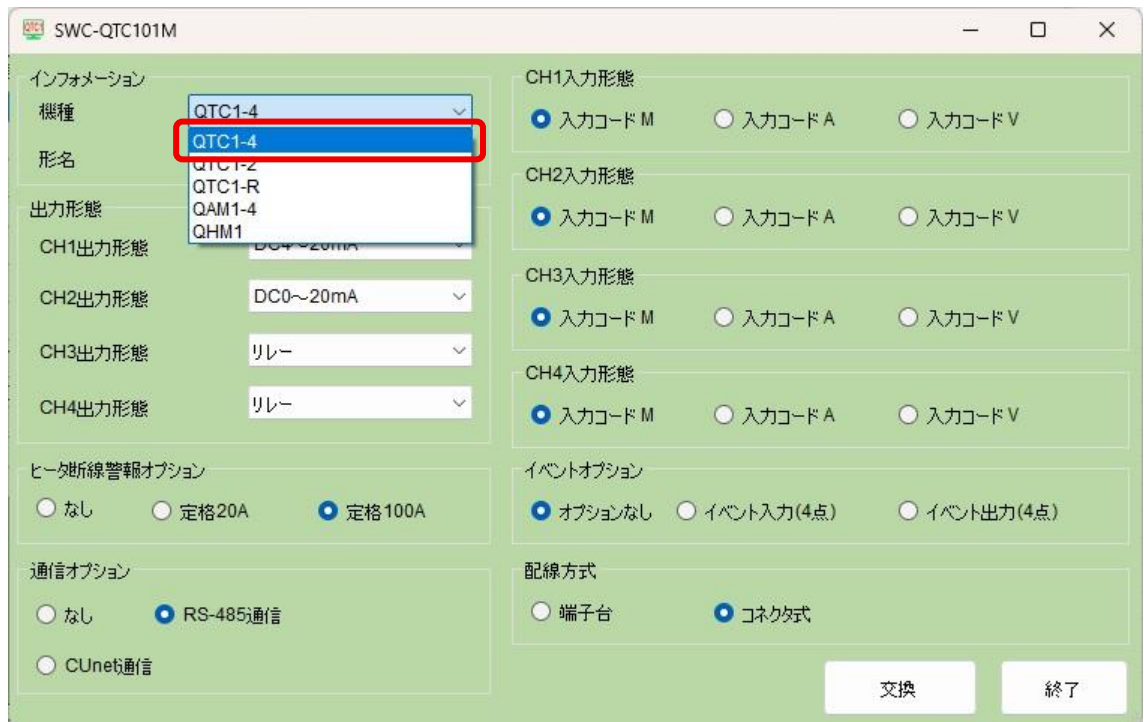 SWC-QTC101M
インフォメーション
機種
QTC1-4
QTC1-4
QTC1-2
QTC1-R
QAM1-4
QHM1
形名
出力形態
CH1出力形態
DC4～20mA
CH2出力形態
DC0～20mA
CH3出力形態
リレー
CH4出力形態
リレー
ヒータ断線警報オプション
なし 定格20A 定格100A
通信オプション
なし RS-485通信
CUnet通信
CH1入力形態
入力コード M 入力コード A 入力コード V
CH2入力形態
入力コード M 入力コード A 入力コード V
CH3入力形態
入力コード M 入力コード A 入力コード V
CH4入力形態
入力コード M 入力コード A 入力コード V
イベントオプション
オプションなし イベント入力(4点) イベント出力(4点)
配線方式
端子台 コネクタ式
交換 終了